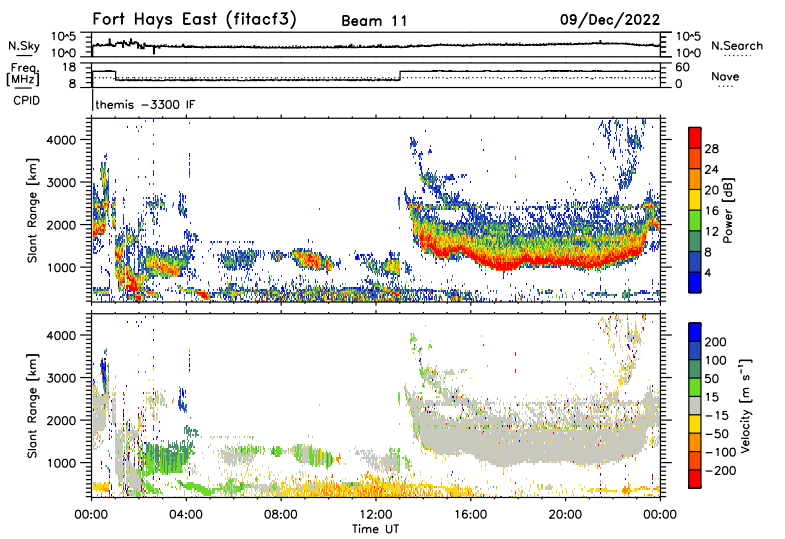 Fort Hays East (fitacf3) Beam 11 09/Dec/2022
N.Sky 10^5 10^0 10^5 10^0 N.Search
Freq. [MHz] 18 8 60 0 Nave
CPID themis -3300 IF
Slant Range [km] 4000 3000 2000 1000
Power [dB] 28 24 20 16 12 8 4
Slant Range [km] 4000 3000 2000 1000
Velocity [m s⁻¹] 200 100 50 15 -15 -50 -100 -200
00:00 04:00 08:00 12:00 16:00 20:00 00:00
Time UT